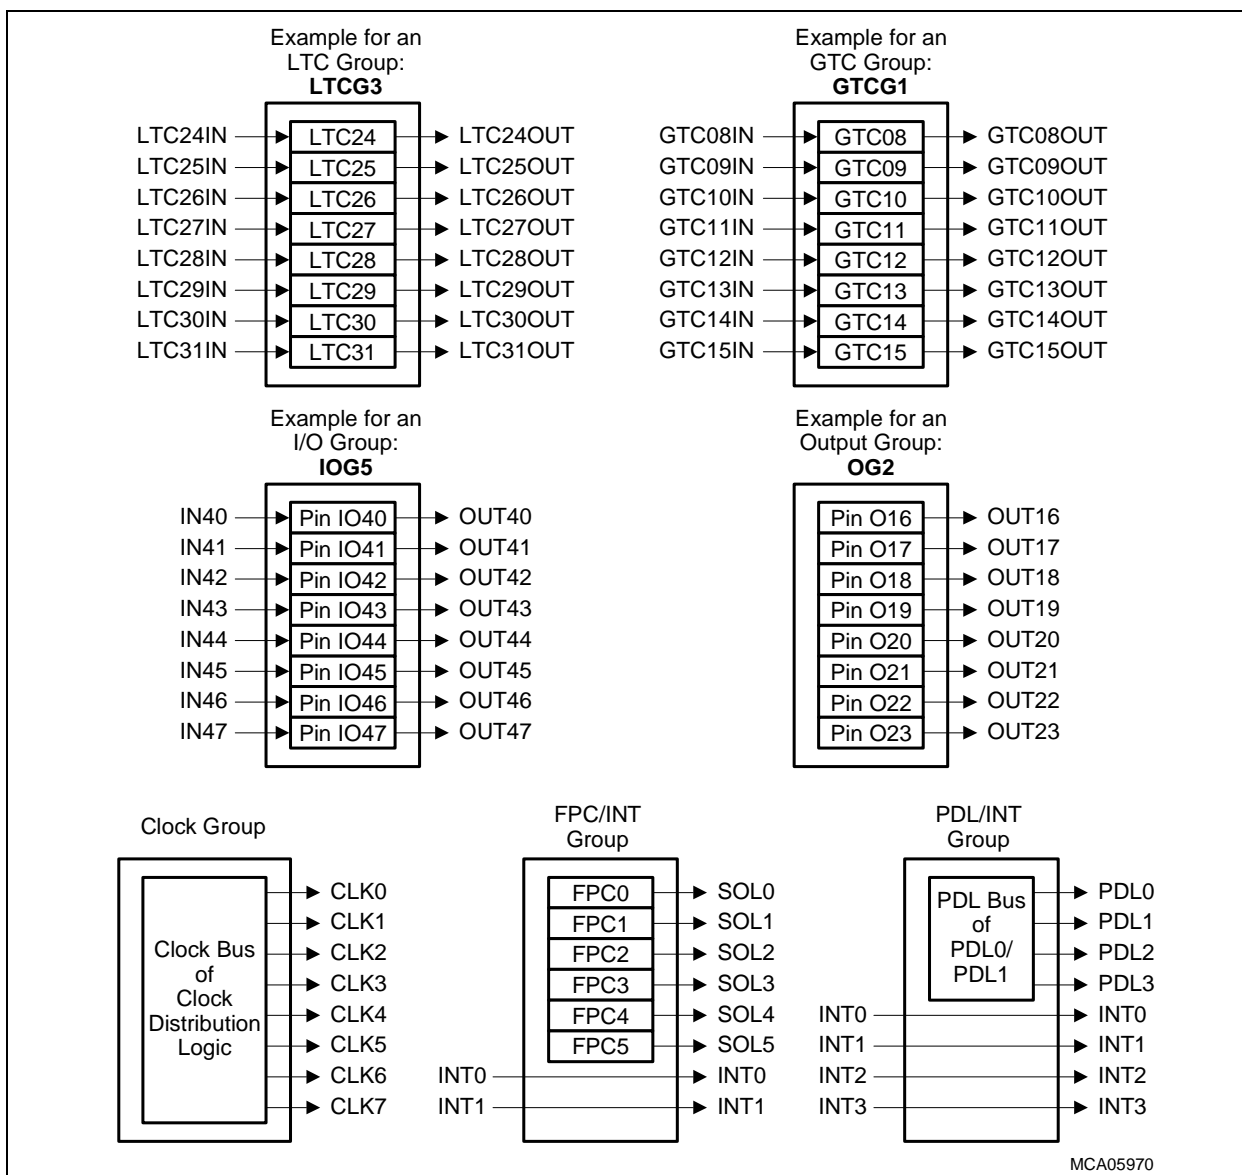 Example for an
LTC Group:
LTCG3
LTC24IN LTC24 LTC24OUT
LTC25IN LTC25 LTC25OUT
LTC26IN LTC26 LTC26OUT
LTC27IN LTC27 LTC27OUT
LTC28IN LTC28 LTC28OUT
LTC29IN LTC29 LTC29OUT
LTC30IN LTC30 LTC30OUT
LTC31IN LTC31 LTC31OUT
Example for an
GTC Group:
GTCG1
GTC08IN GTC08 GTC08OUT
GTC09IN GTC09 GTC09OUT
GTC10IN GTC10 GTC10OUT
GTC11IN GTC11 GTC11OUT
GTC12IN GTC12 GTC12OUT
GTC13IN GTC13 GTC13OUT
GTC14IN GTC14 GTC14OUT
GTC15IN GTC15 GTC15OUT
Example for an
I/O Group:
IOG5
IN40 Pin IO40 OUT40
IN41 Pin IO41 OUT41
IN42 Pin IO42 OUT42
IN43 Pin IO43 OUT43
IN44 Pin IO44 OUT44
IN45 Pin IO45 OUT45
IN46 Pin IO46 OUT46
IN47 Pin IO47 OUT47
Example for an
Output Group:
OG2
Pin O16 OUT16
Pin O17 OUT17
Pin O18 OUT18
Pin O19 OUT19
Pin O20 OUT20
Pin O21 OUT21
Pin O22 OUT22
Pin O23 OUT23
Clock Group
Clock Bus
of
Clock
Distribution
Logic
CLK0
CLK1
CLK2
CLK3
CLK4
CLK5
CLK6
CLK7
FPC/INT
Group
FPC0 SOL0
FPC1 SOL1
FPC2 SOL2
FPC3 SOL3
FPC4 SOL4
FPC5 SOL5
INT0 INT0
INT1 INT1
PDL/INT
Group
PDL Bus
of
PDL0/
PDL1
PDL0
PDL1
PDL2
PDL3
INT0 INT0
INT1 INT1
INT2 INT2
INT3 INT3
MCA05970